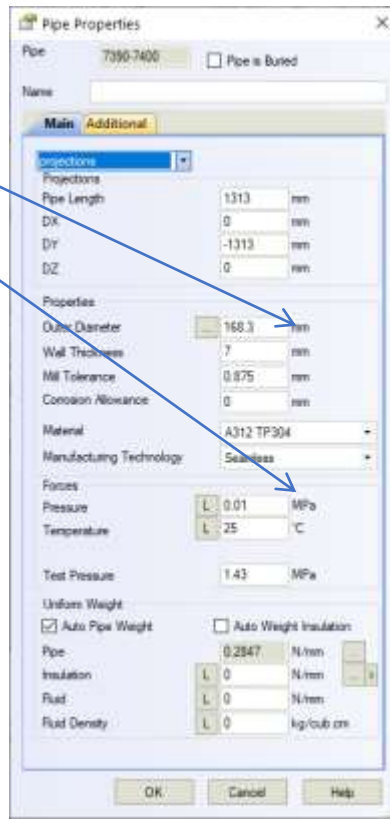 Pipe Properties
Pipe 7390-7400 Pipe is Buried
Name
Main Additional
projections
Projections
Pipe Length 1313 mm
DX 0 mm
DY -1313 mm
DZ 0 mm
Properties
Outer Diameter ... 168.3 mm
Wall Thickness 7 mm
Mill Tolerance 0.875 mm
Corrosion Allowance 0 mm
Material A312 TP304
Manufacturing Technology Seamless
Forces
Pressure L 0.01 MPa
Temperature L 25 °C
Test Pressure 1.43 MPa
Uniform Weight
Auto Pipe Weight Auto Weight Insulation
Pipe 0.2847 N/mm ...
Insulation L 0 N/mm ...
Fluid L 0 N/mm
Fluid Density L 0 kg/cub.cm
OK Cancel Help